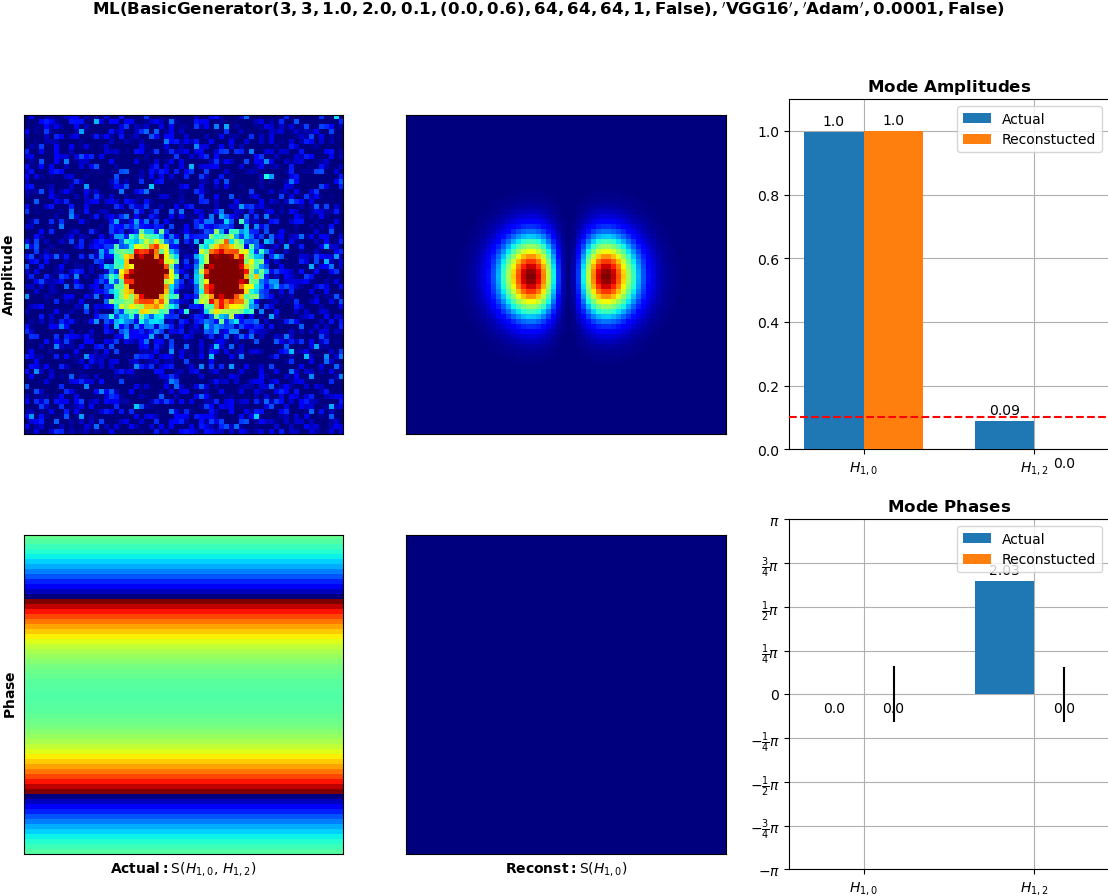 ML(BasicGenerator(3, 3, 1.0, 2.0, 0.1, (0.0, 0.6), 64, 64, 64, 1, False), ′VGG16′, ′Adam′, 0.0001, False)
Mode Amplitudes
Amplitude
1.0
0.8
0.6
0.4
0.2
0.0
1.0
1.0
0.09
0.0
Actual
Reconstucted
H₁,₀
H₁,₂
Mode Phases
Phase
π
¾π
½π
¼π
0
−¼π
−½π
−¾π
−π
0.0
0.0
2.03
0.0
Actual
Reconstucted
H₁,₀
H₁,₂
Actual: S(H₁,₀, H₁,₂)
Reconst: S(H₁,₀)